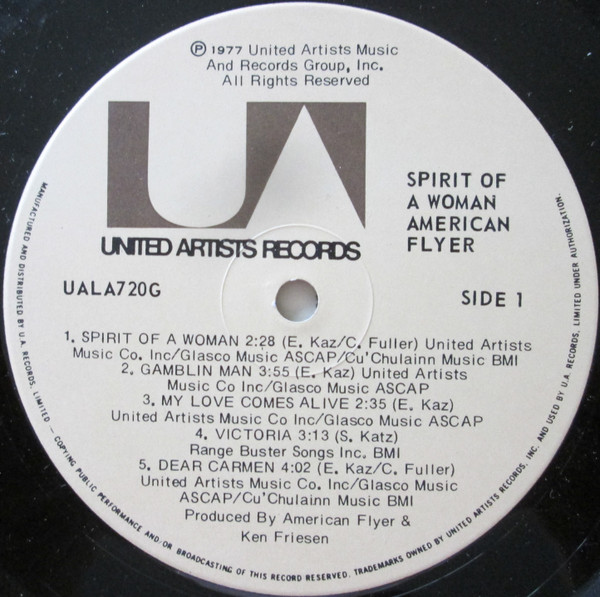 Ⓟ 1977 United Artists Music
And Records Group, Inc.
All Rights Reserved
UA
UNITED ARTISTS RECORDS
SPIRIT OF
A WOMAN
AMERICAN
FLYER
UALA720G
SIDE 1
1. SPIRIT OF A WOMAN 2:28 (E. Kaz/C. Fuller) United Artists
Music Co. Inc/Glasco Music ASCAP/Cu'Chulainn Music BMI
2. GAMBLIN MAN 3:55 (E. Kaz) United Artists
Music Co Inc/Glasco Music ASCAP
3. MY LOVE COMES ALIVE 2:35 (E. Kaz)
United Artists Music Co Inc/Glasco Music ASCAP
4. VICTORIA 3:13 (S. Katz)
Range Buster Songs Inc. BMI
5. DEAR CARMEN 4:02 (E. Kaz/C. Fuller)
United Artists Music Co. Inc/Glasco Music
ASCAP/Cu'Chulainn Music BMI
Produced By American Flyer &
Ken Friesen
MANUFACTURED AND DISTRIBUTED BY U.A. RECORDS, LIMITED — COPYING PUBLIC PERFORMANCE AND/OR BROADCASTING OF THIS RECORD RESERVED. TRADEMARKS OWNED BY UNITED ARTISTS RECORDS, INC. AND USED BY U.A. RECORDS, LIMITED UNDER AUTHORIZATION.